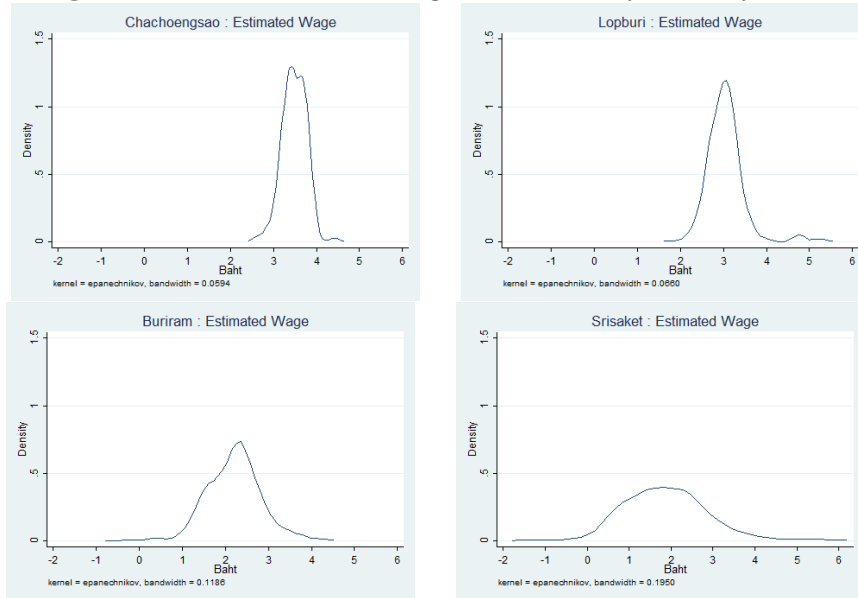 Chachoengsao : Estimated Wage
1.5
1
.5
0
Density
-2 -1 0 1 2 3 4 5 6
Baht
kernel = epanechnikov, bandwidth = 0.0594
Lopburi : Estimated Wage
1.5
1
.5
0
Density
-2 -1 0 1 2 3 4 5 6
Baht
kernel = epanechnikov, bandwidth = 0.0660
Buriram : Estimated Wage
1.5
1
.5
0
Density
-2 -1 0 1 2 3 4 5 6
Baht
kernel = epanechnikov, bandwidth = 0.1186
Srisaket : Estimated Wage
1.5
1
.5
0
Density
-2 -1 0 1 2 3 4 5 6
Baht
kernel = epanechnikov, bandwidth = 0.1950